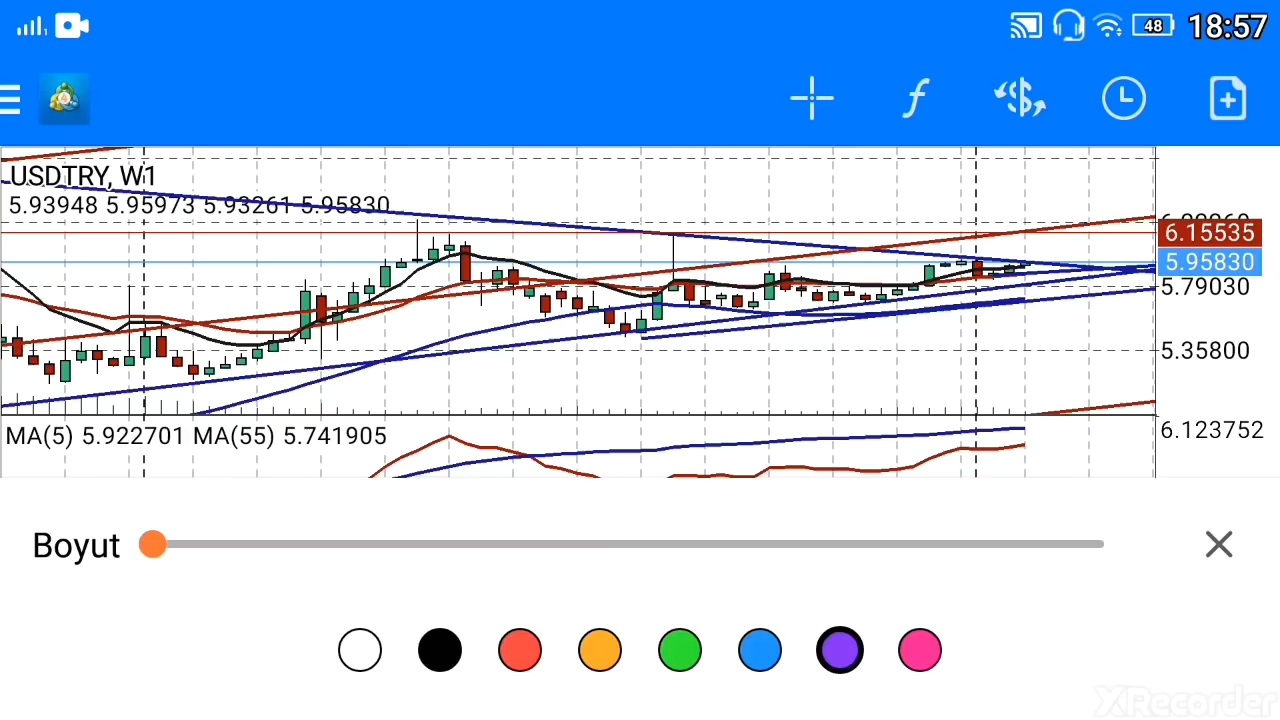 48 18:57
f $
USDTRY, W1
5.93948 5.95973 5.93261 5.95830
6.15535
5.95830
5.79030
5.35800
MA(5) 5.922701 MA(55) 5.741905
6.123752
Boyut
XRecorder